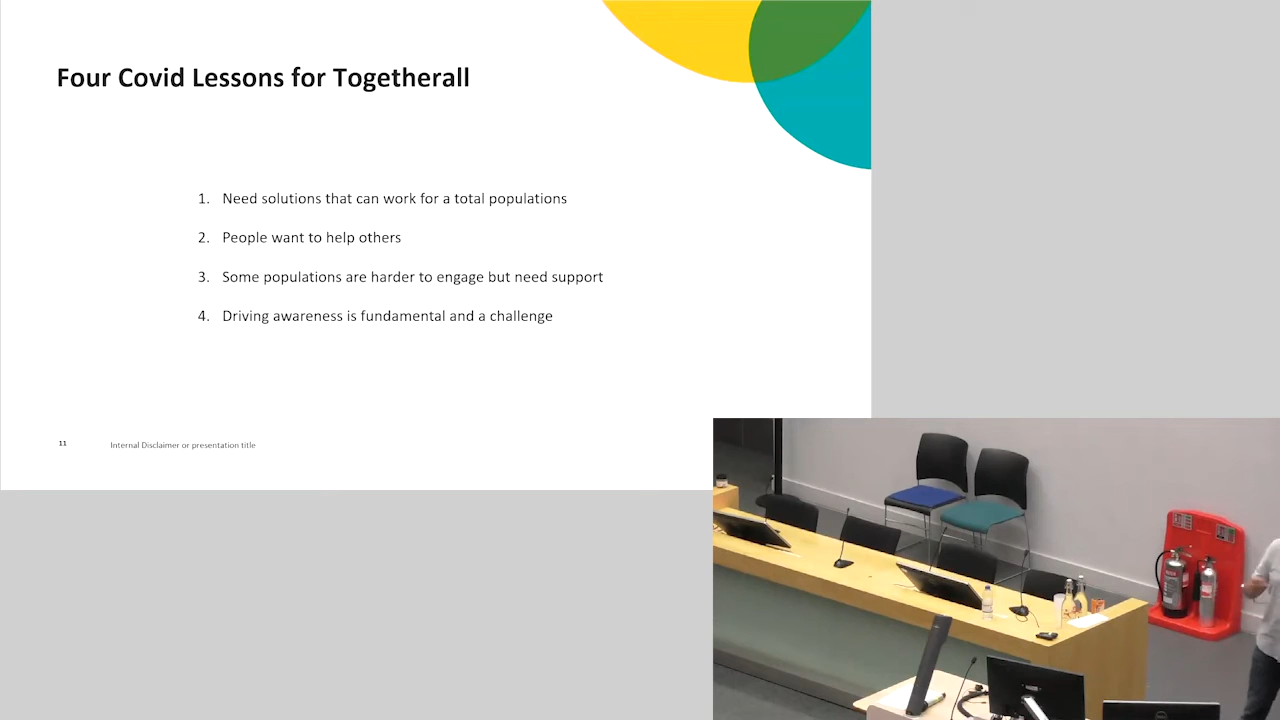 Four Covid Lessons for Togetherall
1. Need solutions that can work for a total populations
2. People want to help others
3. Some populations are harder to engage but need support
4. Driving awareness is fundamental and a challenge
11 Internal Disclaimer or presentation title